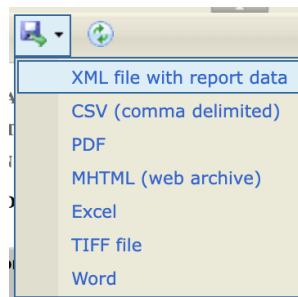 XML file with report data
CSV (comma delimited)
PDF
MHTML (web archive)
Excel
TIFF file
Word